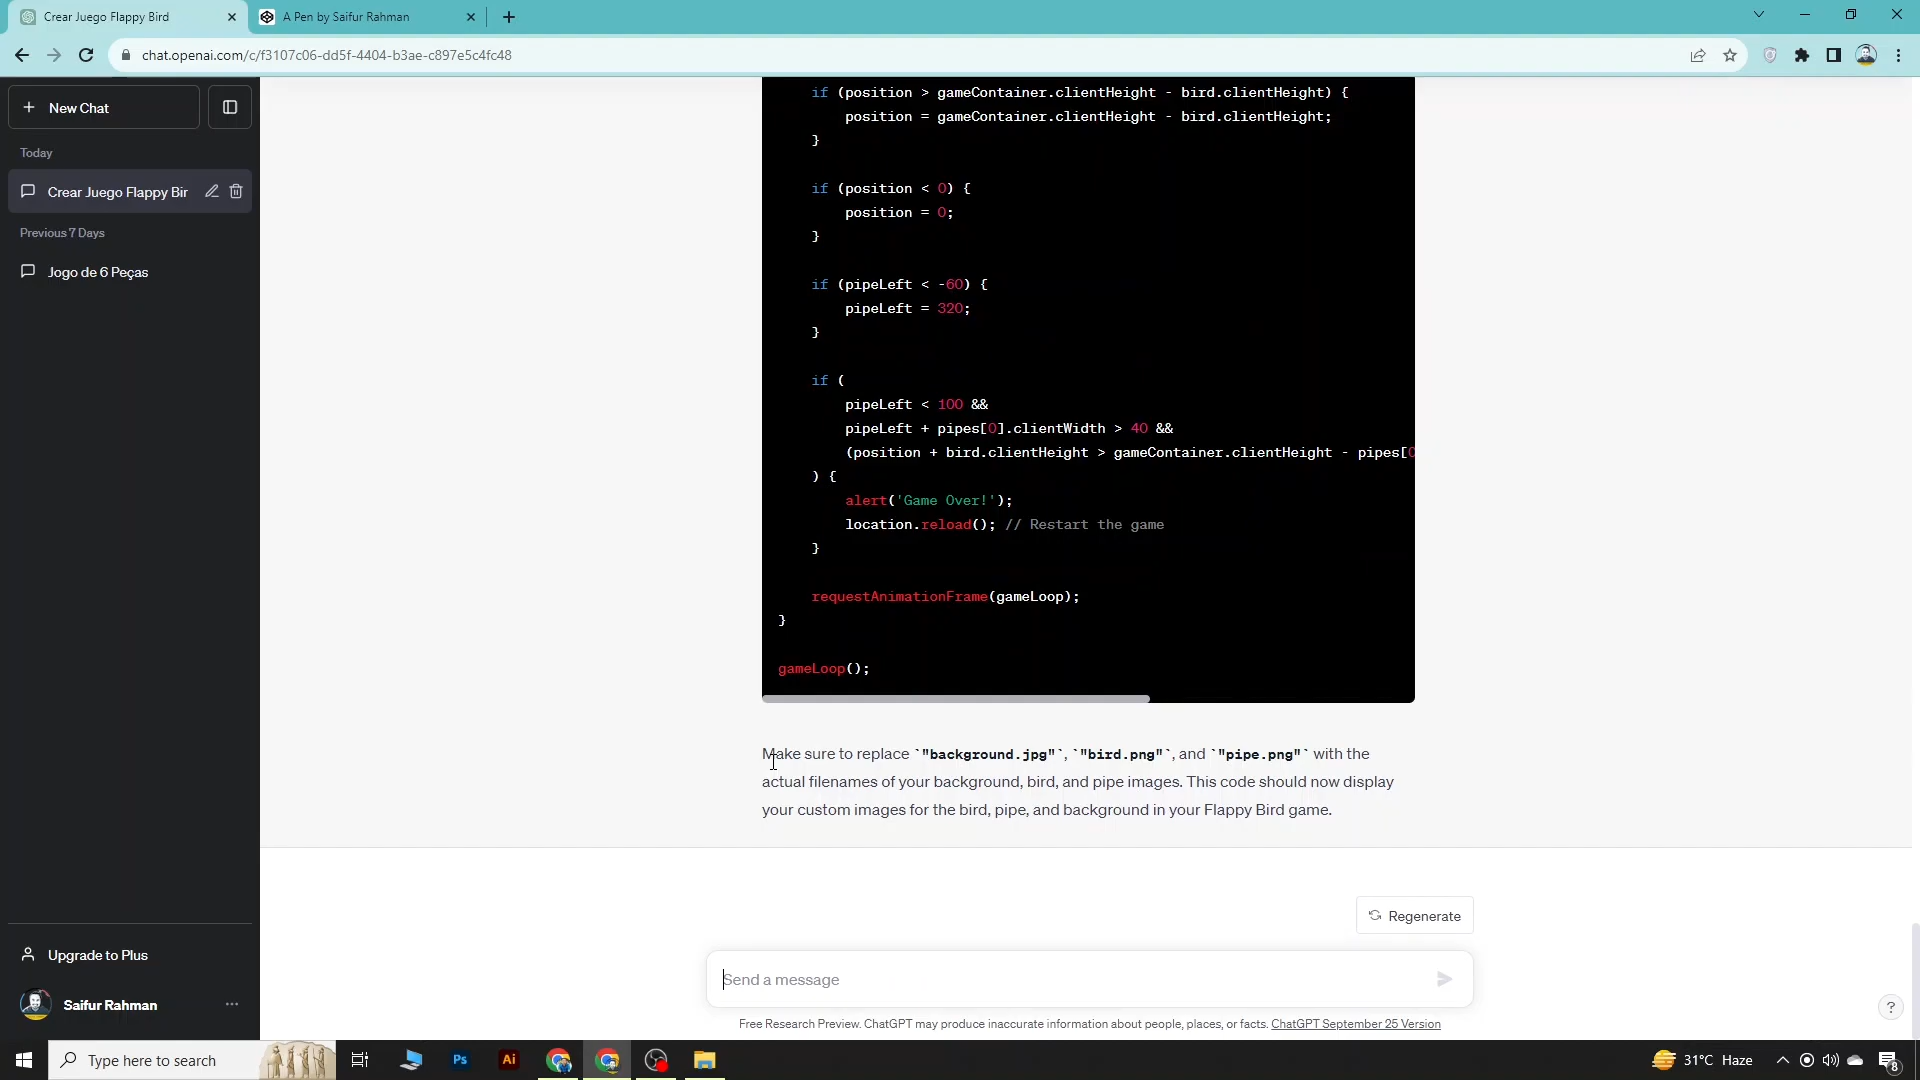 Crear Juego Flappy Bird
A Pen by Saifur Rahman
chat.openai.com/c/f3107c06-dd5f-4404-b3ae-c897e5c4fc48
New Chat
Today
Crear Juego Flappy Bir
Previous 7 Days
Jogo de 6 Peças
if (position > gameContainer.clientHeight - bird.clientHeight) {
position = gameContainer.clientHeight - bird.clientHeight;
}
if (position < 0) {
position = 0;
}
if (pipeLeft < -60) {
pipeLeft = 320;
}
if (
pipeLeft < 100 &&
pipeLeft + pipes[0].clientWidth > 40 &&
(position + bird.clientHeight > gameContainer.clientHeight - pipes[0
) {
alert('Game Over!');
location.reload(); // Restart the game
}
requestAnimationFrame(gameLoop);
}
gameLoop();
Make sure to replace `"background.jpg"`, `"bird.png"`, and `"pipe.png"` with the
actual filenames of your background, bird, and pipe images. This code should now display
your custom images for the bird, pipe, and background in your Flappy Bird game.
Regenerate
Send a message
Free Research Preview. ChatGPT may produce inaccurate information about people, places, or facts. ChatGPT September 25 Version
?
Upgrade to Plus
Saifur Rahman
Type here to search
Ps
Ai
31°C Haze
8